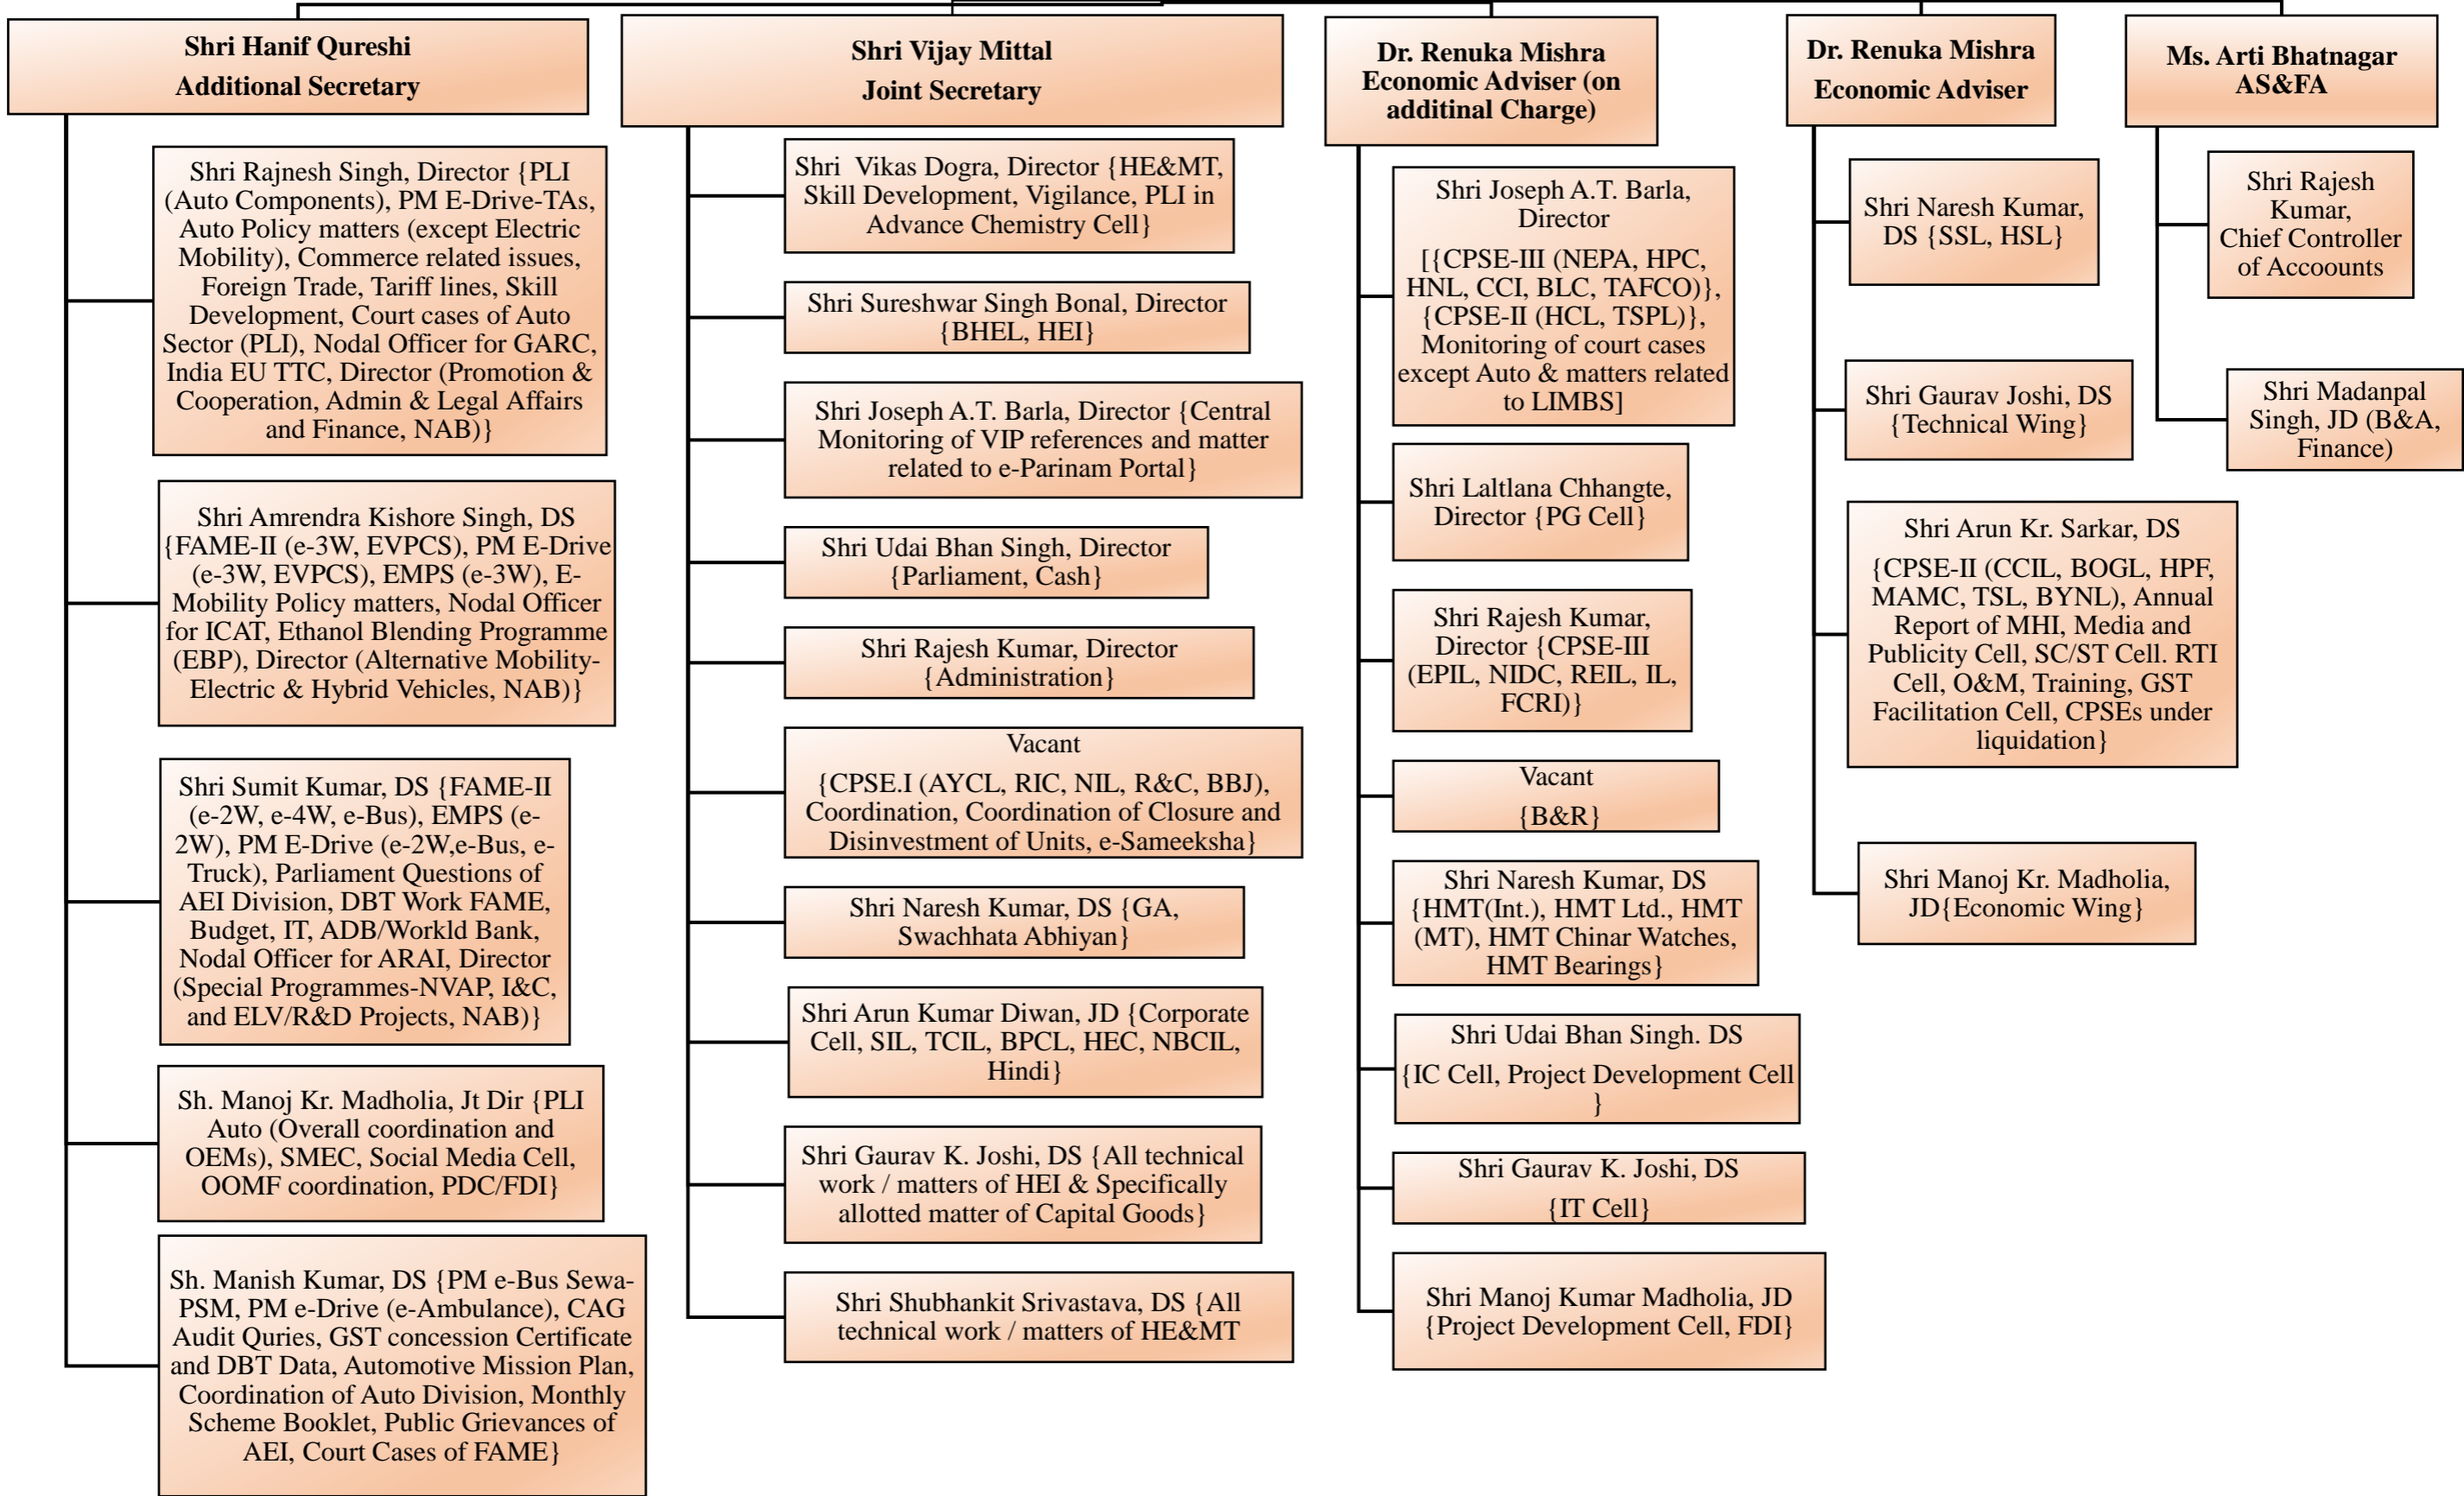 Shri Hanif Qureshi
Additional Secretary
Shri Rajnesh Singh, Director {PLI
(Auto Components), PM E-Drive-TAs,
Auto Policy matters (except Electric
Mobility), Commerce related issues,
Foreign Trade, Tariff lines, Skill
Development, Court cases of Auto
Sector (PLI), Nodal Officer for GARC,
India EU TTC, Director (Promotion &
Cooperation, Admin & Legal Affairs
and Finance, NAB)}
Shri Amrendra Kishore Singh, DS
{FAME-II (e-3W, EVPCS), PM E-Drive
(e-3W, EVPCS), EMPS (e-3W), E-
Mobility Policy matters, Nodal Officer
for ICAT, Ethanol Blending Programme
(EBP), Director (Alternative Mobility-
Electric & Hybrid Vehicles, NAB)}
Shri Sumit Kumar, DS {FAME-II
(e-2W, e-4W, e-Bus), EMPS (e-
2W), PM E-Drive (e-2W,e-Bus, e-
Truck), Parliament Questions of
AEI Division, DBT Work FAME,
Budget, IT, ADB/Workld Bank,
Nodal Officer for ARAI, Director
(Special Programmes-NVAP, I&C,
and ELV/R&D Projects, NAB)}
Sh. Manoj Kr. Madholia, Jt Dir {PLI
Auto (Overall coordination and
OEMs), SMEC, Social Media Cell,
OOMF coordination, PDC/FDI}
Sh. Manish Kumar, DS {PM e-Bus Sewa-
PSM, PM e-Drive (e-Ambulance), CAG
Audit Quries, GST concession Certificate
and DBT Data, Automotive Mission Plan,
Coordination of Auto Division, Monthly
Scheme Booklet, Public Grievances of
AEI, Court Cases of FAME}
Shri Vijay Mittal
Joint Secretary
Shri  Vikas Dogra, Director {HE&MT,
Skill Development, Vigilance, PLI in
Advance Chemistry Cell}
Shri Sureshwar Singh Bonal, Director
{BHEL, HEI}
Shri Joseph A.T. Barla, Director {Central
Monitoring of VIP references and matter
related to e-Parinam Portal}
Shri Udai Bhan Singh, Director
{Parliament, Cash}
Shri Rajesh Kumar, Director
{Administration}
Vacant
{CPSE.I (AYCL, RIC, NIL, R&C, BBJ),
Coordination, Coordination of Closure and
Disinvestment of Units, e-Sameeksha}
Shri Naresh Kumar, DS {GA,
Swachhata Abhiyan}
Shri Arun Kumar Diwan, JD {Corporate
Cell, SIL, TCIL, BPCL, HEC, NBCIL,
Hindi}
Shri Gaurav K. Joshi, DS {All technical
work / matters of HEI & Specifically
allotted matter of Capital Goods}
Shri Shubhankit Srivastava, DS {All
technical work / matters of HE&MT
Dr. Renuka Mishra
Economic Adviser (on
additinal Charge)
Shri Joseph A.T. Barla,
Director
[{CPSE-III (NEPA, HPC,
HNL, CCI, BLC, TAFCO)},
{CPSE-II (HCL, TSPL)},
Monitoring of court cases
except Auto & matters related
to LIMBS]
Shri Laltlana Chhangte,
Director {PG Cell}
Shri Rajesh Kumar,
Director {CPSE-III
(EPIL, NIDC, REIL, IL,
FCRI)}
Vacant
{B&R}
Shri Naresh Kumar, DS
{HMT(Int.), HMT Ltd., HMT
(MT), HMT Chinar Watches,
HMT Bearings}
Shri Udai Bhan Singh. DS
{IC Cell, Project Development Cell
}
Shri Gaurav K. Joshi, DS
{IT Cell}
Shri Manoj Kumar Madholia, JD
{Project Development Cell, FDI}
Dr. Renuka Mishra
Economic Adviser
Shri Naresh Kumar,
DS {SSL, HSL}
Shri Gaurav Joshi, DS
{Technical Wing}
Shri Arun Kr. Sarkar, DS
{CPSE-II (CCIL, BOGL, HPF,
MAMC, TSL, BYNL), Annual
Report of MHI, Media and
Publicity Cell, SC/ST Cell. RTI
Cell, O&M, Training, GST
Facilitation Cell, CPSEs under
liquidation}
Shri Manoj Kr. Madholia,
JD{Economic Wing}
Ms. Arti Bhatnagar
AS&FA
Shri Rajesh
Kumar,
Chief Controller
of Accoounts
Shri Madanpal
Singh, JD (B&A,
Finance)